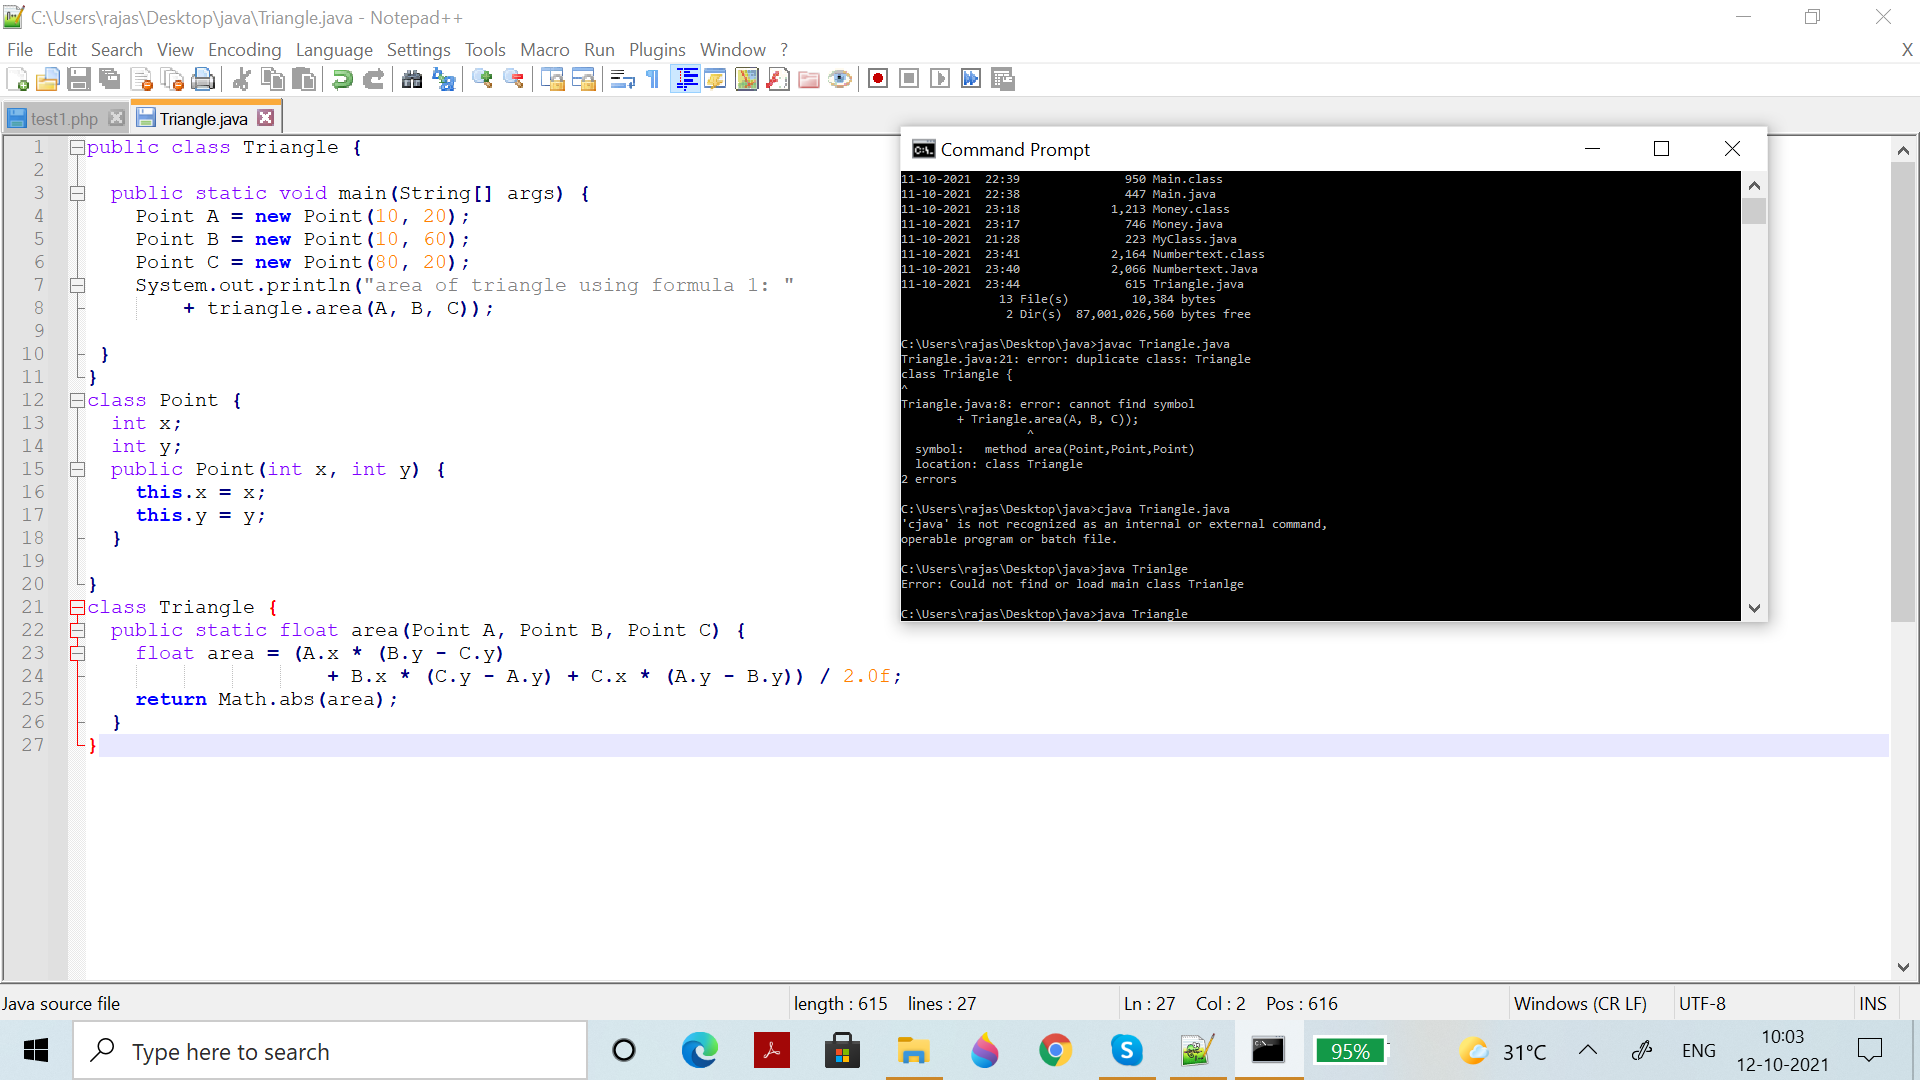 C:\Users\rajas\Desktop\java\Triangle.java - Notepad++
File Edit Search View Encoding Language Settings Tools Macro Run Plugins Window ? X
test1.php Triangle.java
1 public class Triangle {
2
3 public static void main(String[] args) {
4 Point A = new Point(10, 20);
5 Point B = new Point(10, 60);
6 Point C = new Point(80, 20);
7 System.out.println("area of triangle using formula 1: "
8 + triangle.area(A, B, C));
9
10 }
11 }
12 class Point {
13 int x;
14 int y;
15 public Point(int x, int y) {
16 this.x = x;
17 this.y = y;
18 }
19
20 }
21 class Triangle {
22 public static float area(Point A, Point B, Point C) {
23 float area = (A.x * (B.y - C.y)
24 + B.x * (C.y - A.y) + C.x * (A.y - B.y)) / 2.0f;
25 return Math.abs(area);
26 }
27 }
Command Prompt
11-10-2021 22:39 950 Main.class
11-10-2021 22:38 447 Main.java
11-10-2021 23:18 1,213 Money.class
11-10-2021 23:17 746 Money.java
11-10-2021 21:28 223 MyClass.java
11-10-2021 23:41 2,164 Numbertext.class
11-10-2021 23:40 2,066 Numbertext.Java
11-10-2021 23:44 615 Triangle.java
13 File(s) 10,384 bytes
2 Dir(s) 87,001,026,560 bytes free
C:\Users\rajas\Desktop\java>javac Triangle.java
Triangle.java:21: error: duplicate class: Triangle
class Triangle {
^
Triangle.java:8: error: cannot find symbol
+ Triangle.area(A, B, C));
^
symbol: method area(Point,Point,Point)
location: class Triangle
2 errors
C:\Users\rajas\Desktop\java>cjava Triangle.java
'cjava' is not recognized as an internal or external command,
operable program or batch file.
C:\Users\rajas\Desktop\java>java Trianlge
Error: Could not find or load main class Trianlge
C:\Users\rajas\Desktop\java>java Triangle
Java source file length : 615 lines : 27 Ln : 27 Col : 2 Pos : 616 Windows (CR LF) UTF-8 INS
Type here to search 95% 31°C ENG 10:03
12-10-2021